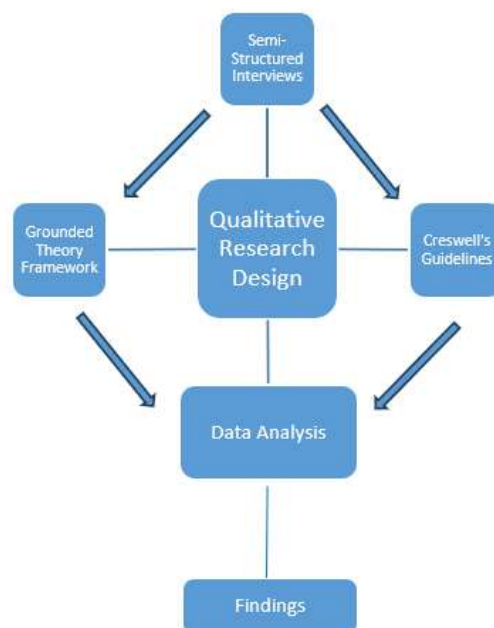 Semi-
Structured
Interviews
Grounded
Theory
Framework
Qualitative
Research
Design
Creswell's
Guidelines
Data Analysis
Findings